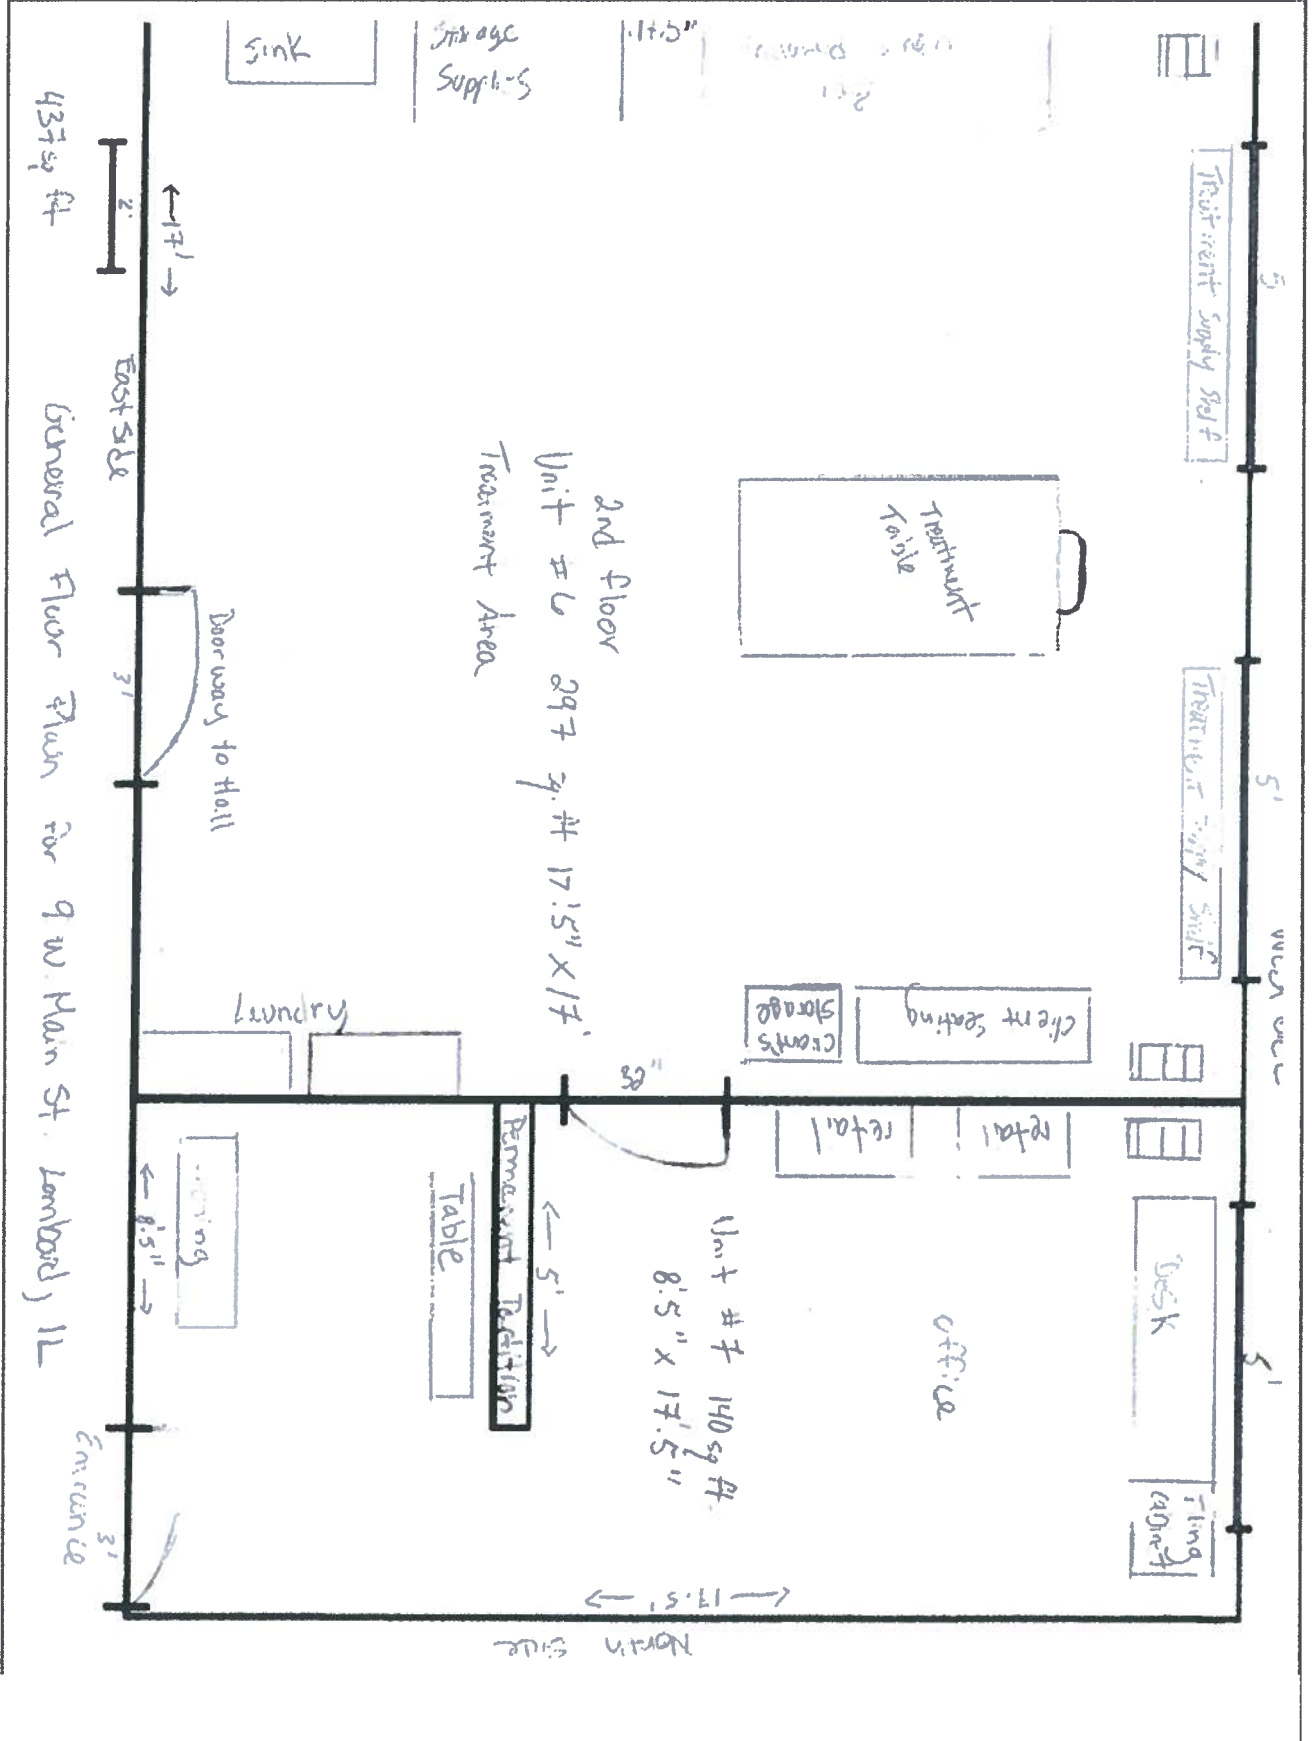 Sink
Storage
Supplies
437 sq ft
2'
←17'→
East Side
General Floor Plan for 9 W. Main St. Lombard, IL
Treatment Supply Shelf
5
Treatment
Table
2nd floor
Unit #6 297 sq. ft 17'.5" x 17'
Treatment Area
Doorway to Hall
3'
Treatment Supply Shelf
5'
Laundry
Client's
Storage
Client Seating
retail
retail
Permanent Partition
← 5' →
Table
← 8'.5" →
Unit #7 140 sq ft
8'.5" x 17'.5"
office
Desk
5'
Filing
Cabinet
Entrance
3'
← 17.5' →
North Side